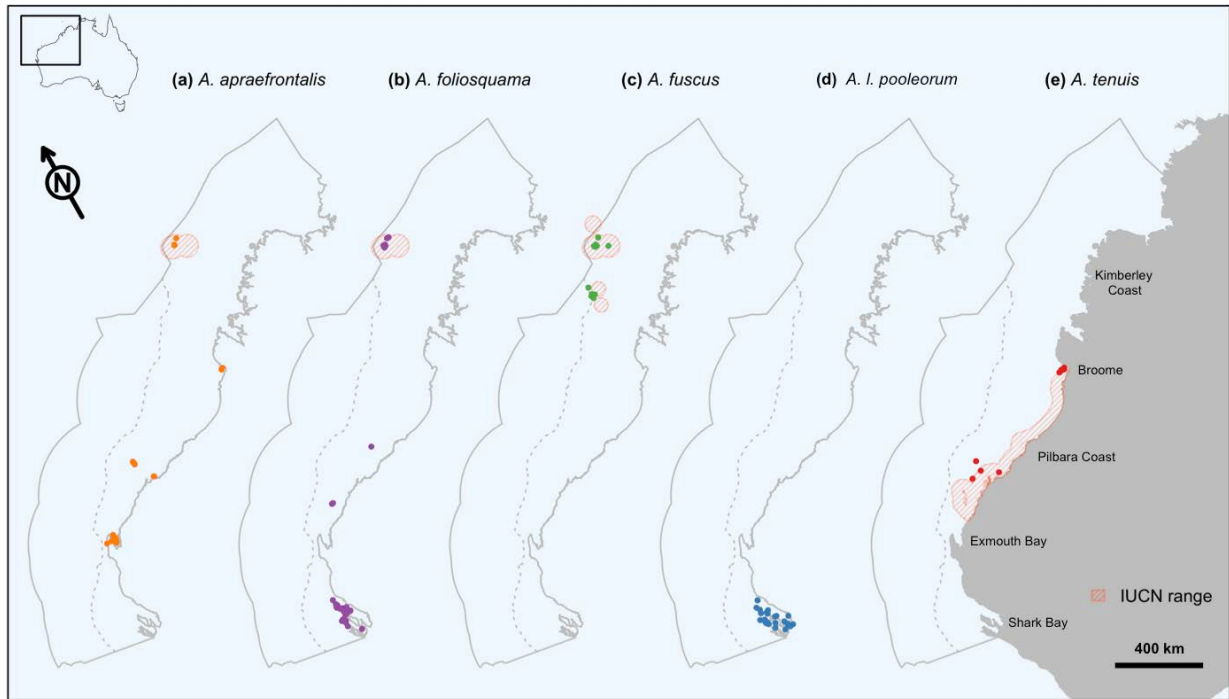 (a) A. apraefrontalis
(b) A. foliosquama
(c) A. fuscus
(d) A. l. pooleorum
(e) A. tenuis
N
Kimberley
Coast
Broome
Pilbara Coast
Exmouth Bay
IUCN range
Shark Bay
400 km